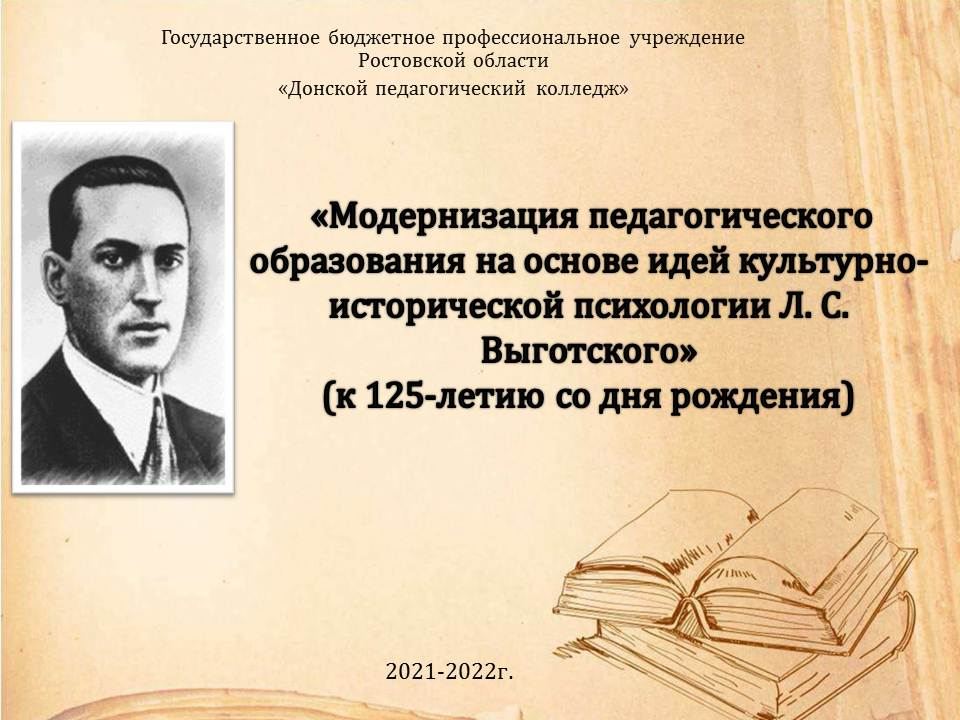 Государственное бюджетное профессиональное учреждение
Ростовской области
«Донской педагогический колледж»
«Модернизация педагогического
образования на основе идей культурно-
исторической психологии Л. С.
Выготского»
(к 125-летию со дня рождения)
2021-2022г.